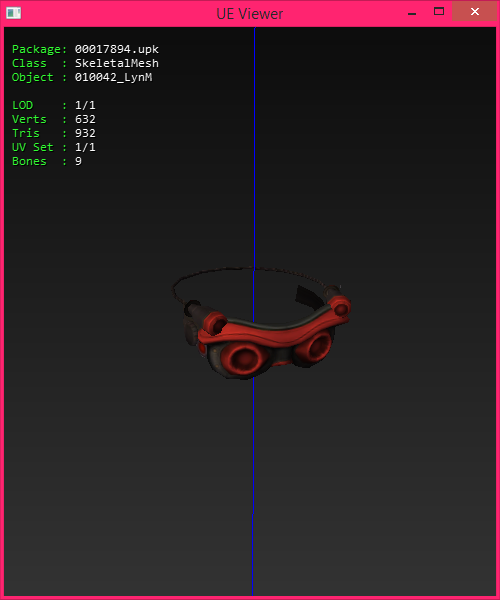 UE Viewer
Package: 00017894.upk
Class  : SkeletalMesh
Object : 010042_LynM
LOD    : 1/1
Verts  : 632
Tris   : 932
UV Set : 1/1
Bones  : 9